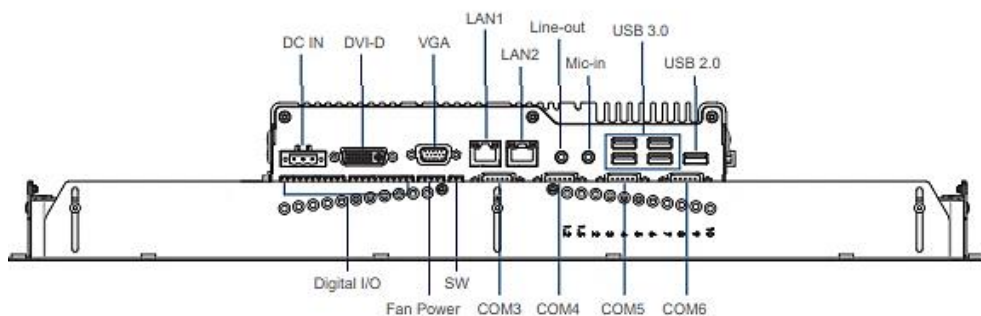 LAN1
Line-out
USB 3.0
DC IN
DVI-D
VGA
LAN2
Mic-in
USB 2.0
Digital I/O
SW
Fan Power
COM3
COM4
COM5
COM6